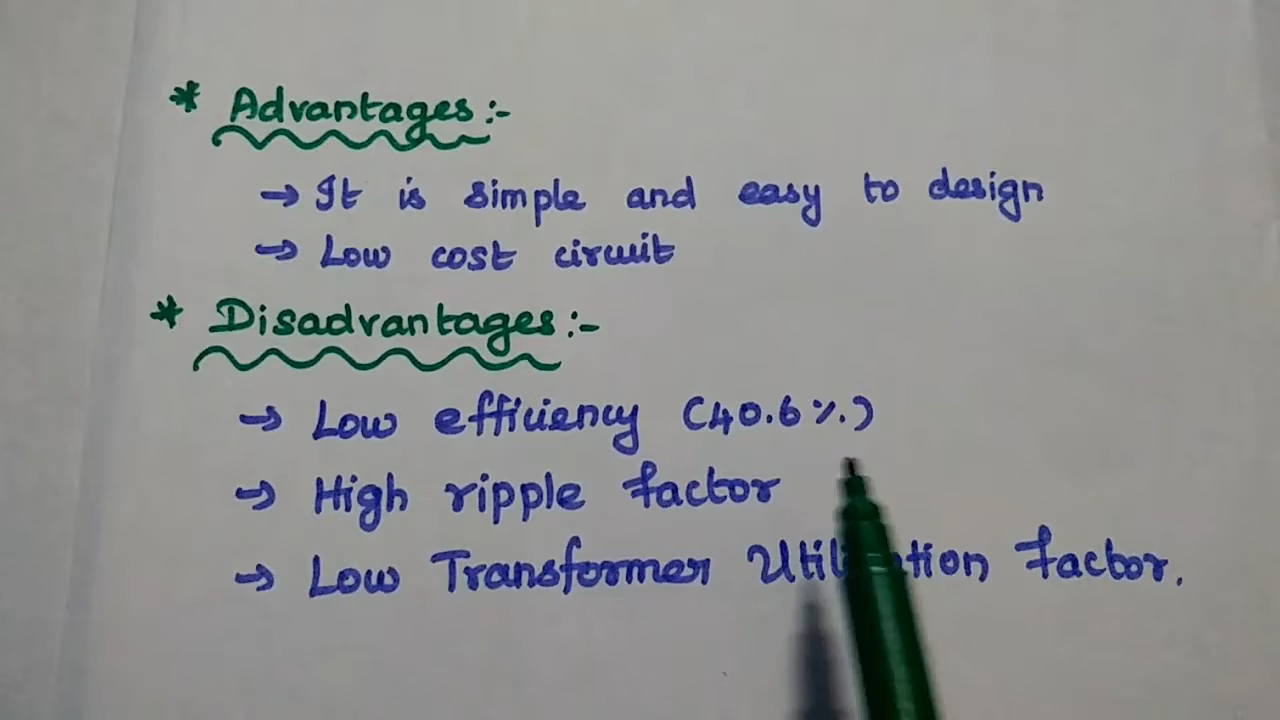 * Advantages:-
→ It is simple and easy to design
→ Low cost circuit
* Disadvantages:-
→ Low efficiency (40.6%)
→ High ripple factor
→ Low Transformer Utilization factor.